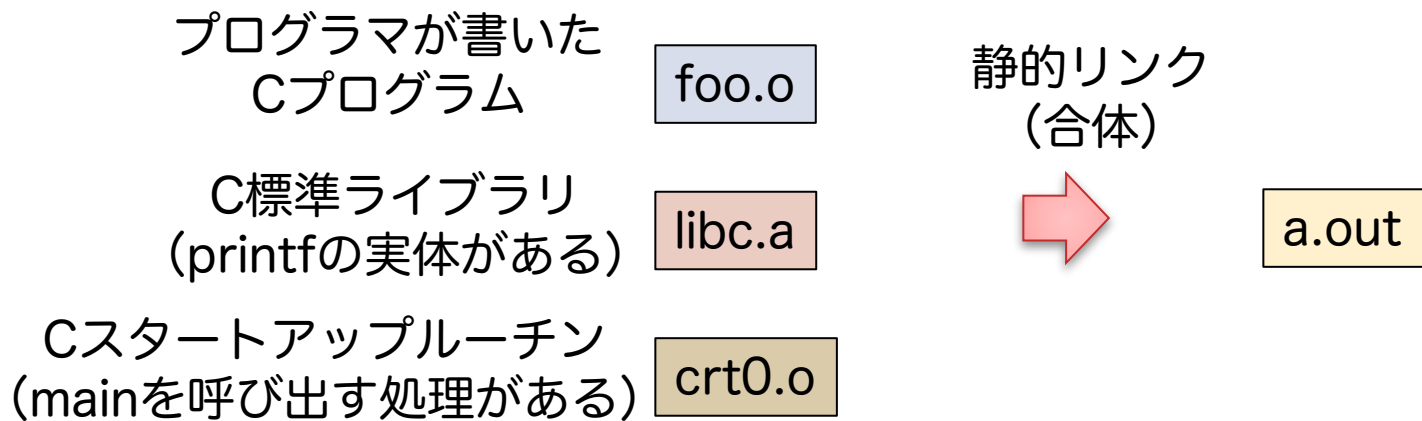 プログラマが書いた
Cプログラム
foo.o
静的リンク
（合体）
C標準ライブラリ
（printfの実体がある）
libc.a
a.out
Cスタートアップルーチン
（mainを呼び出す処理がある）
crt0.o